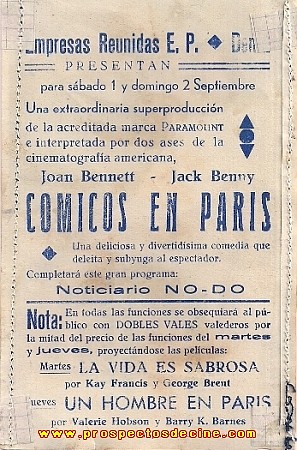 Empresas Reunidas E. P. Denia
PRESENTAN
para sábado 1 y domingo 2 Septiembre
Una extraordinaria superproducción
de la acreditada marca PARAMOUNT
e interpretada por dos ases de la
cinematografía americana,
Joan Bennett - Jack Benny
COMICOS EN PARIS
Una deliciosa y divertidísima comedia que
deleita y subyuga al espectador.
Completará este gran programa:
Noticiario NO-DO
Nota: En todas las funciones se obsequiará al pú-
blico con DOBLES VALES valederos por
la mitad del precio de las funciones del martes
y jueves, proyectándose las películas:
Martes LA VIDA ES SABROSA
por Kay Francis y George Brent
Jueves UN HOMBRE EN PARIS
por Valerie Hobson y Barry K. Barnes
www.prospectosdecine.com